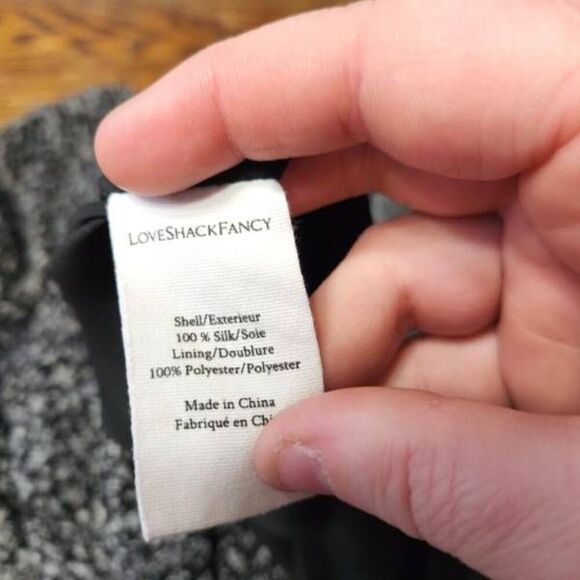 LOVESHACKFANCY
Shell/Exterieur
100 % Silk/Soie
Lining/Doublure
100% Polyester/Polyester
Made in China
Fabriqué en